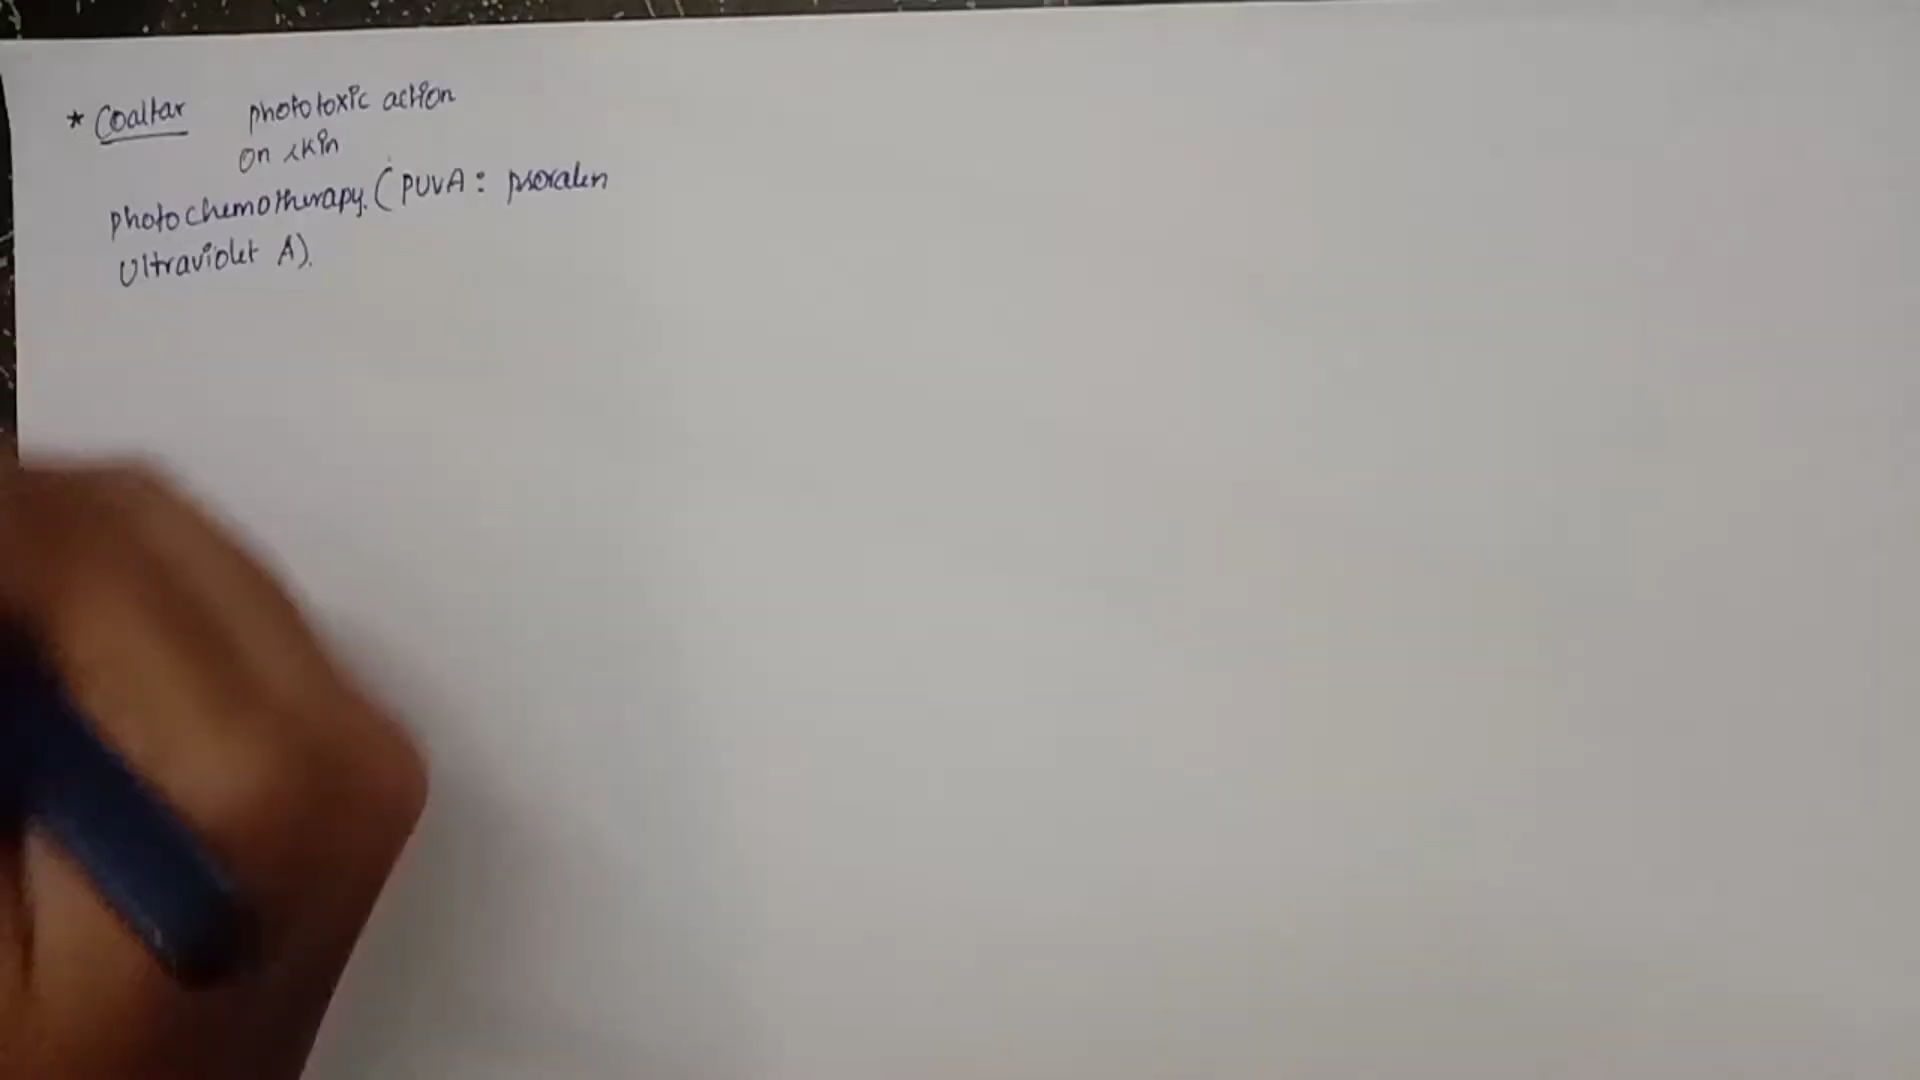 * Coaltar phototoxic action
on skin
photochemotherapy. (PUVA: psoralen
Ultraviolet A).